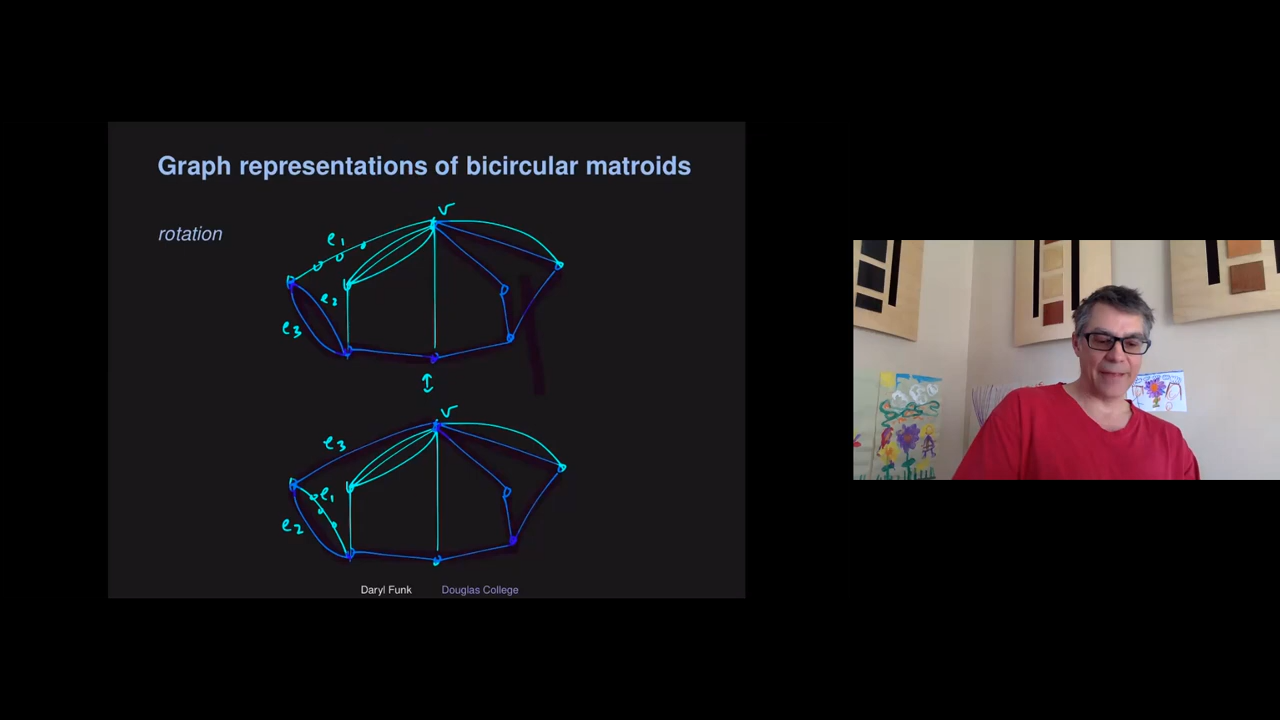 Graph representations of bicircular matroids
rotation
v
e1
e2
e3
v
e3
e1
e2
Daryl Funk Douglas College